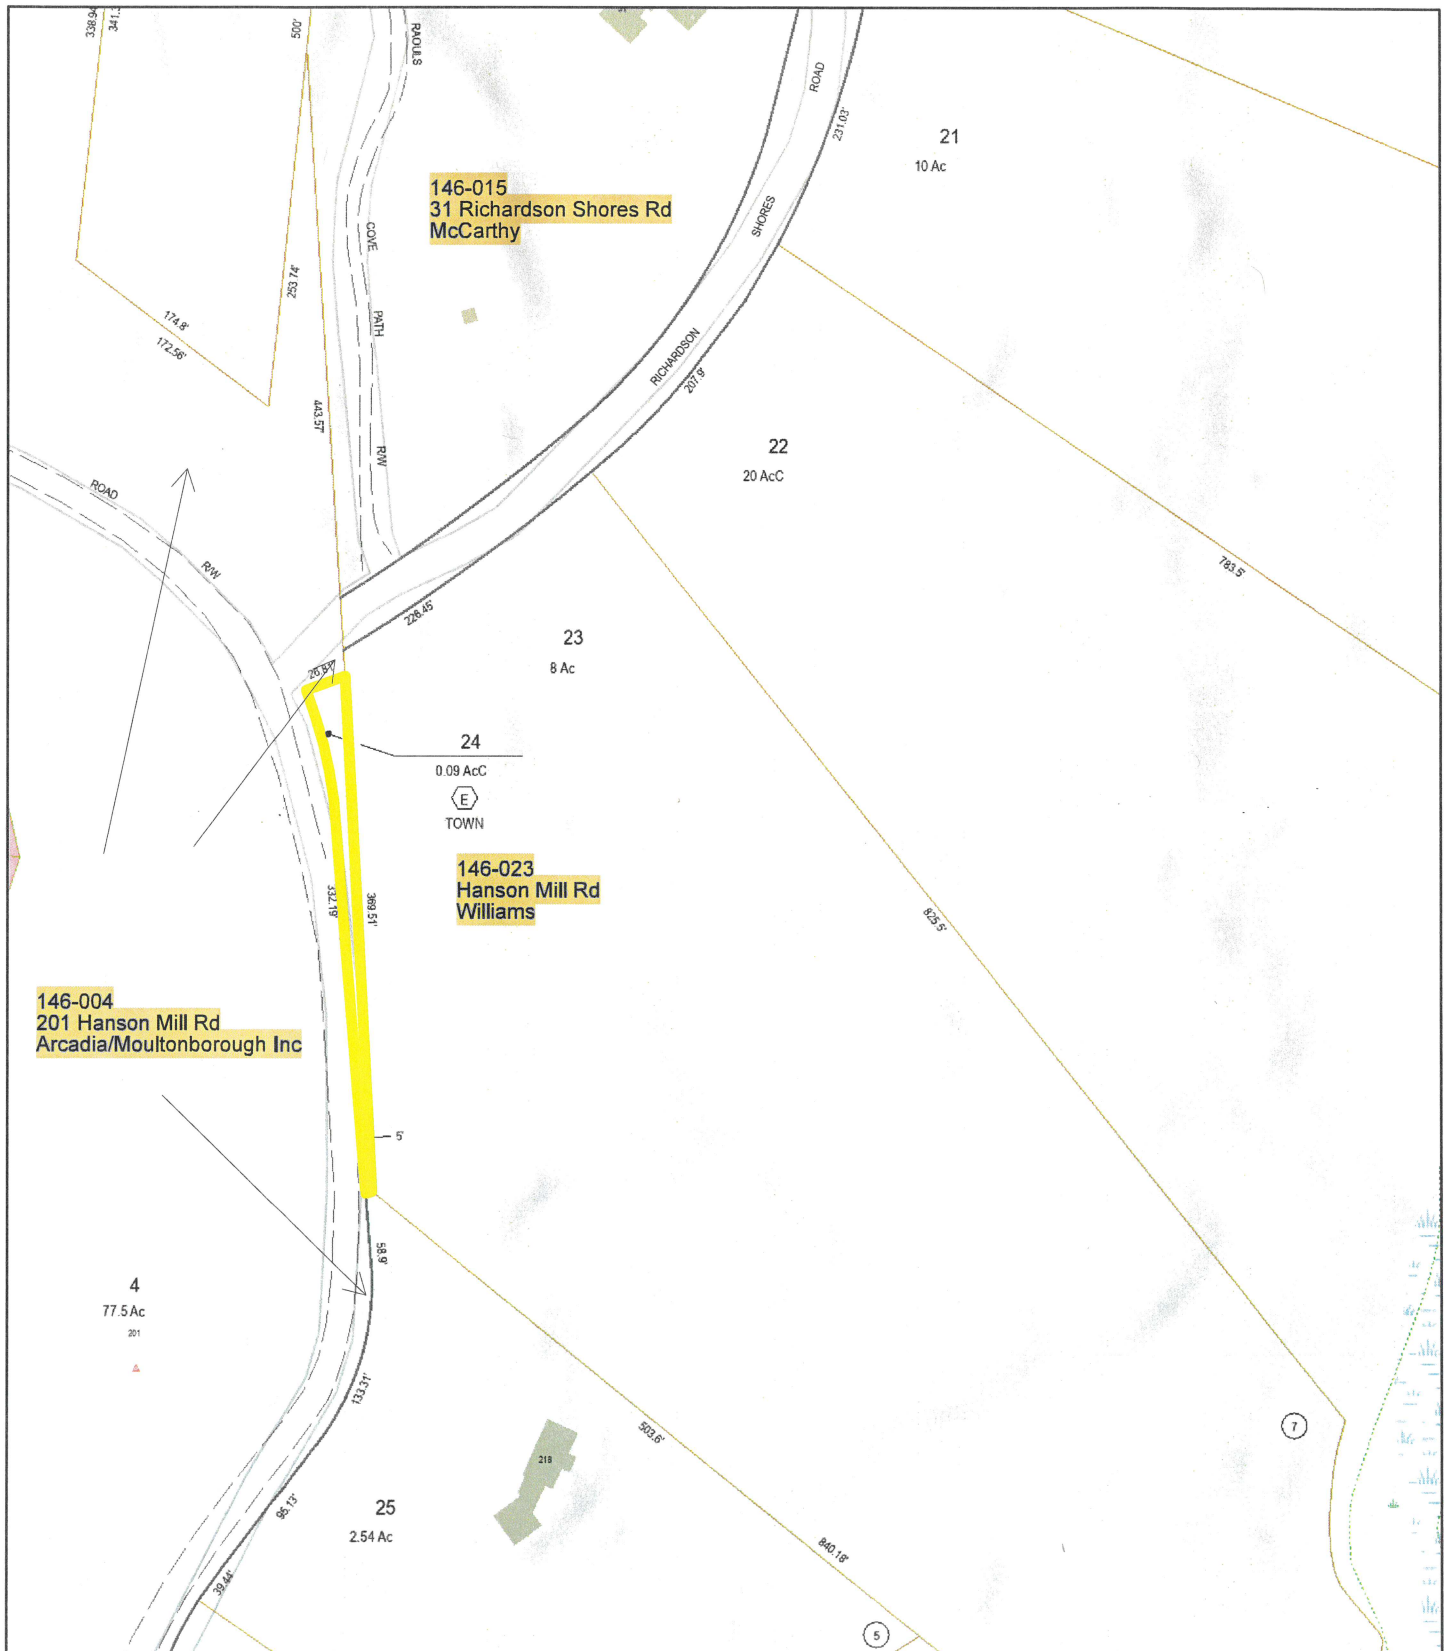 338.94
500'
RAOULS
ROAD
231.03'
21
10 Ac
146-015
31 Richardson Shores Rd
McCarthy
SHORES
COVE
253.74'
PATH
174.8'
172.56'
RICHARDSON
207.9'
443.57'
R/W
22
20 AcC
ROAD
R/W
783.5'
226.45'
23
8 Ac
26.81'
24
0.09 AcC
E
TOWN
146-023
Hanson Mill Rd
Williams
332.19'
369.51'
825.5'
146-004
201 Hanson Mill Rd
Arcadia/Moultonborough Inc
5'
58.9'
4
77.5 Ac
201
133.31'
503.6'
7
218
95.13'
25
2.54 Ac
840.18'
39.44'
5